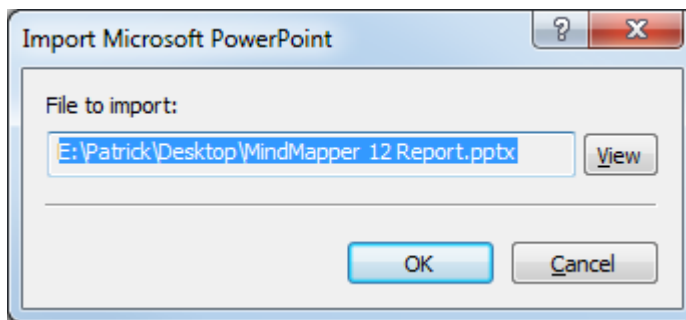 Import Microsoft PowerPoint
File to import:
E:\Patrick\Desktop\MindMapper 12 Report.pptx
View
OK
Cancel